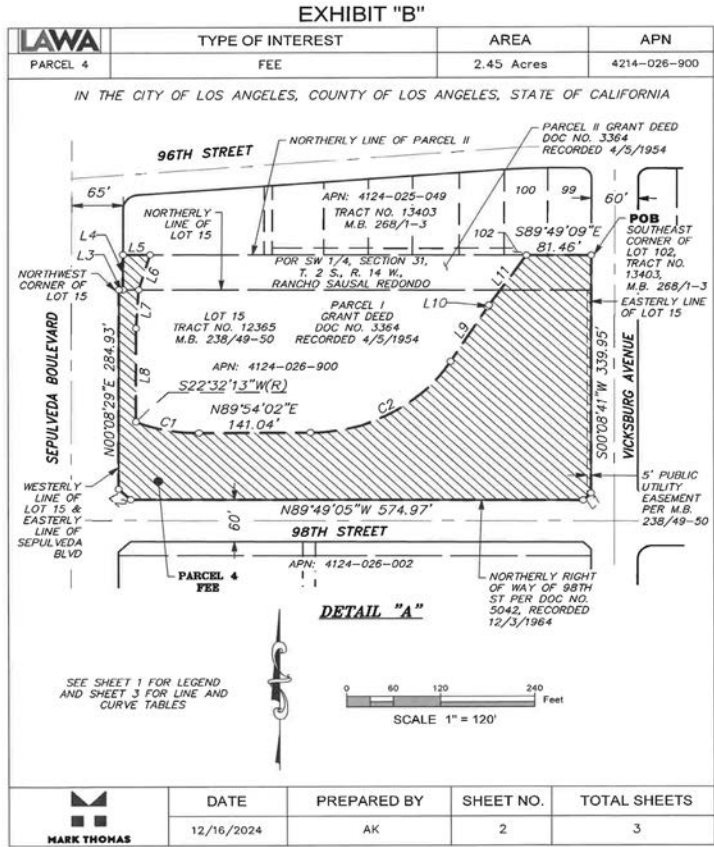 EXHIBIT "B"
LAWA
TYPE OF INTEREST
AREA
APN
PARCEL 4
FEE
2.45 Acres
4214-026-900
IN THE CITY OF LOS ANGELES, COUNTY OF LOS ANGELES, STATE OF CALIFORNIA
96TH STREET
NORTHERLY LINE OF PARCEL II
PARCEL II GRANT DEED
DOC NO. 3364
RECORDED 4/5/1954
65'
NORTHERLY
LINE OF
LOT 15
APN: 4124-025-049
TRACT NO. 13403
M.B. 268/1-3
100
99
60'
102
S89°49'09"E
81.46'
POB
SOUTHEAST
CORNER OF
LOT 102,
TRACT NO.
13403,
M.B. 268/1-3
EASTERLY LINE
OF LOT 15
L4
L3
L5
L6
L7
NORTHWEST
CORNER OF
LOT 15
POR SW 1/4, SECTION 31,
T. 2 S., R. 14 W.,
RANCHO SAUSAL REDONDO
L11
L10
L9
LOT 15
TRACT NO. 12365
M.B. 238/49-50
PARCEL I
GRANT DEED
DOC NO. 3364
RECORDED 4/5/1954
APN: 4124-026-900
SEPULVEDA BOULEVARD
N00°08'29"E 284.93'
L8
S22°32'13"W(R)
C1
N89°54'02"E
141.04'
C2
S00°08'41"W 339.95'
VICKSBURG AVENUE
WESTERLY
LINE OF
LOT 15 &
EASTERLY
LINE OF
SEPULVEDA
BLVD
5' PUBLIC
UTILITY
EASEMENT
PER M.B.
238/49-50
N89°49'05"W 574.97'
60'
98TH STREET
APN: 4124-026-002
PARCEL 4
FEE
NORTHERLY RIGHT
OF WAY OF 98TH
ST PER DOC NO.
5042, RECORDED
12/3/1964
DETAIL "A"
SEE SHEET 1 FOR LEGEND
AND SHEET 3 FOR LINE AND
CURVE TABLES
0 60 120 240
Feet
SCALE 1" = 120'
MARK THOMAS
DATE
PREPARED BY
SHEET NO.
TOTAL SHEETS
12/16/2024
AK
2
3